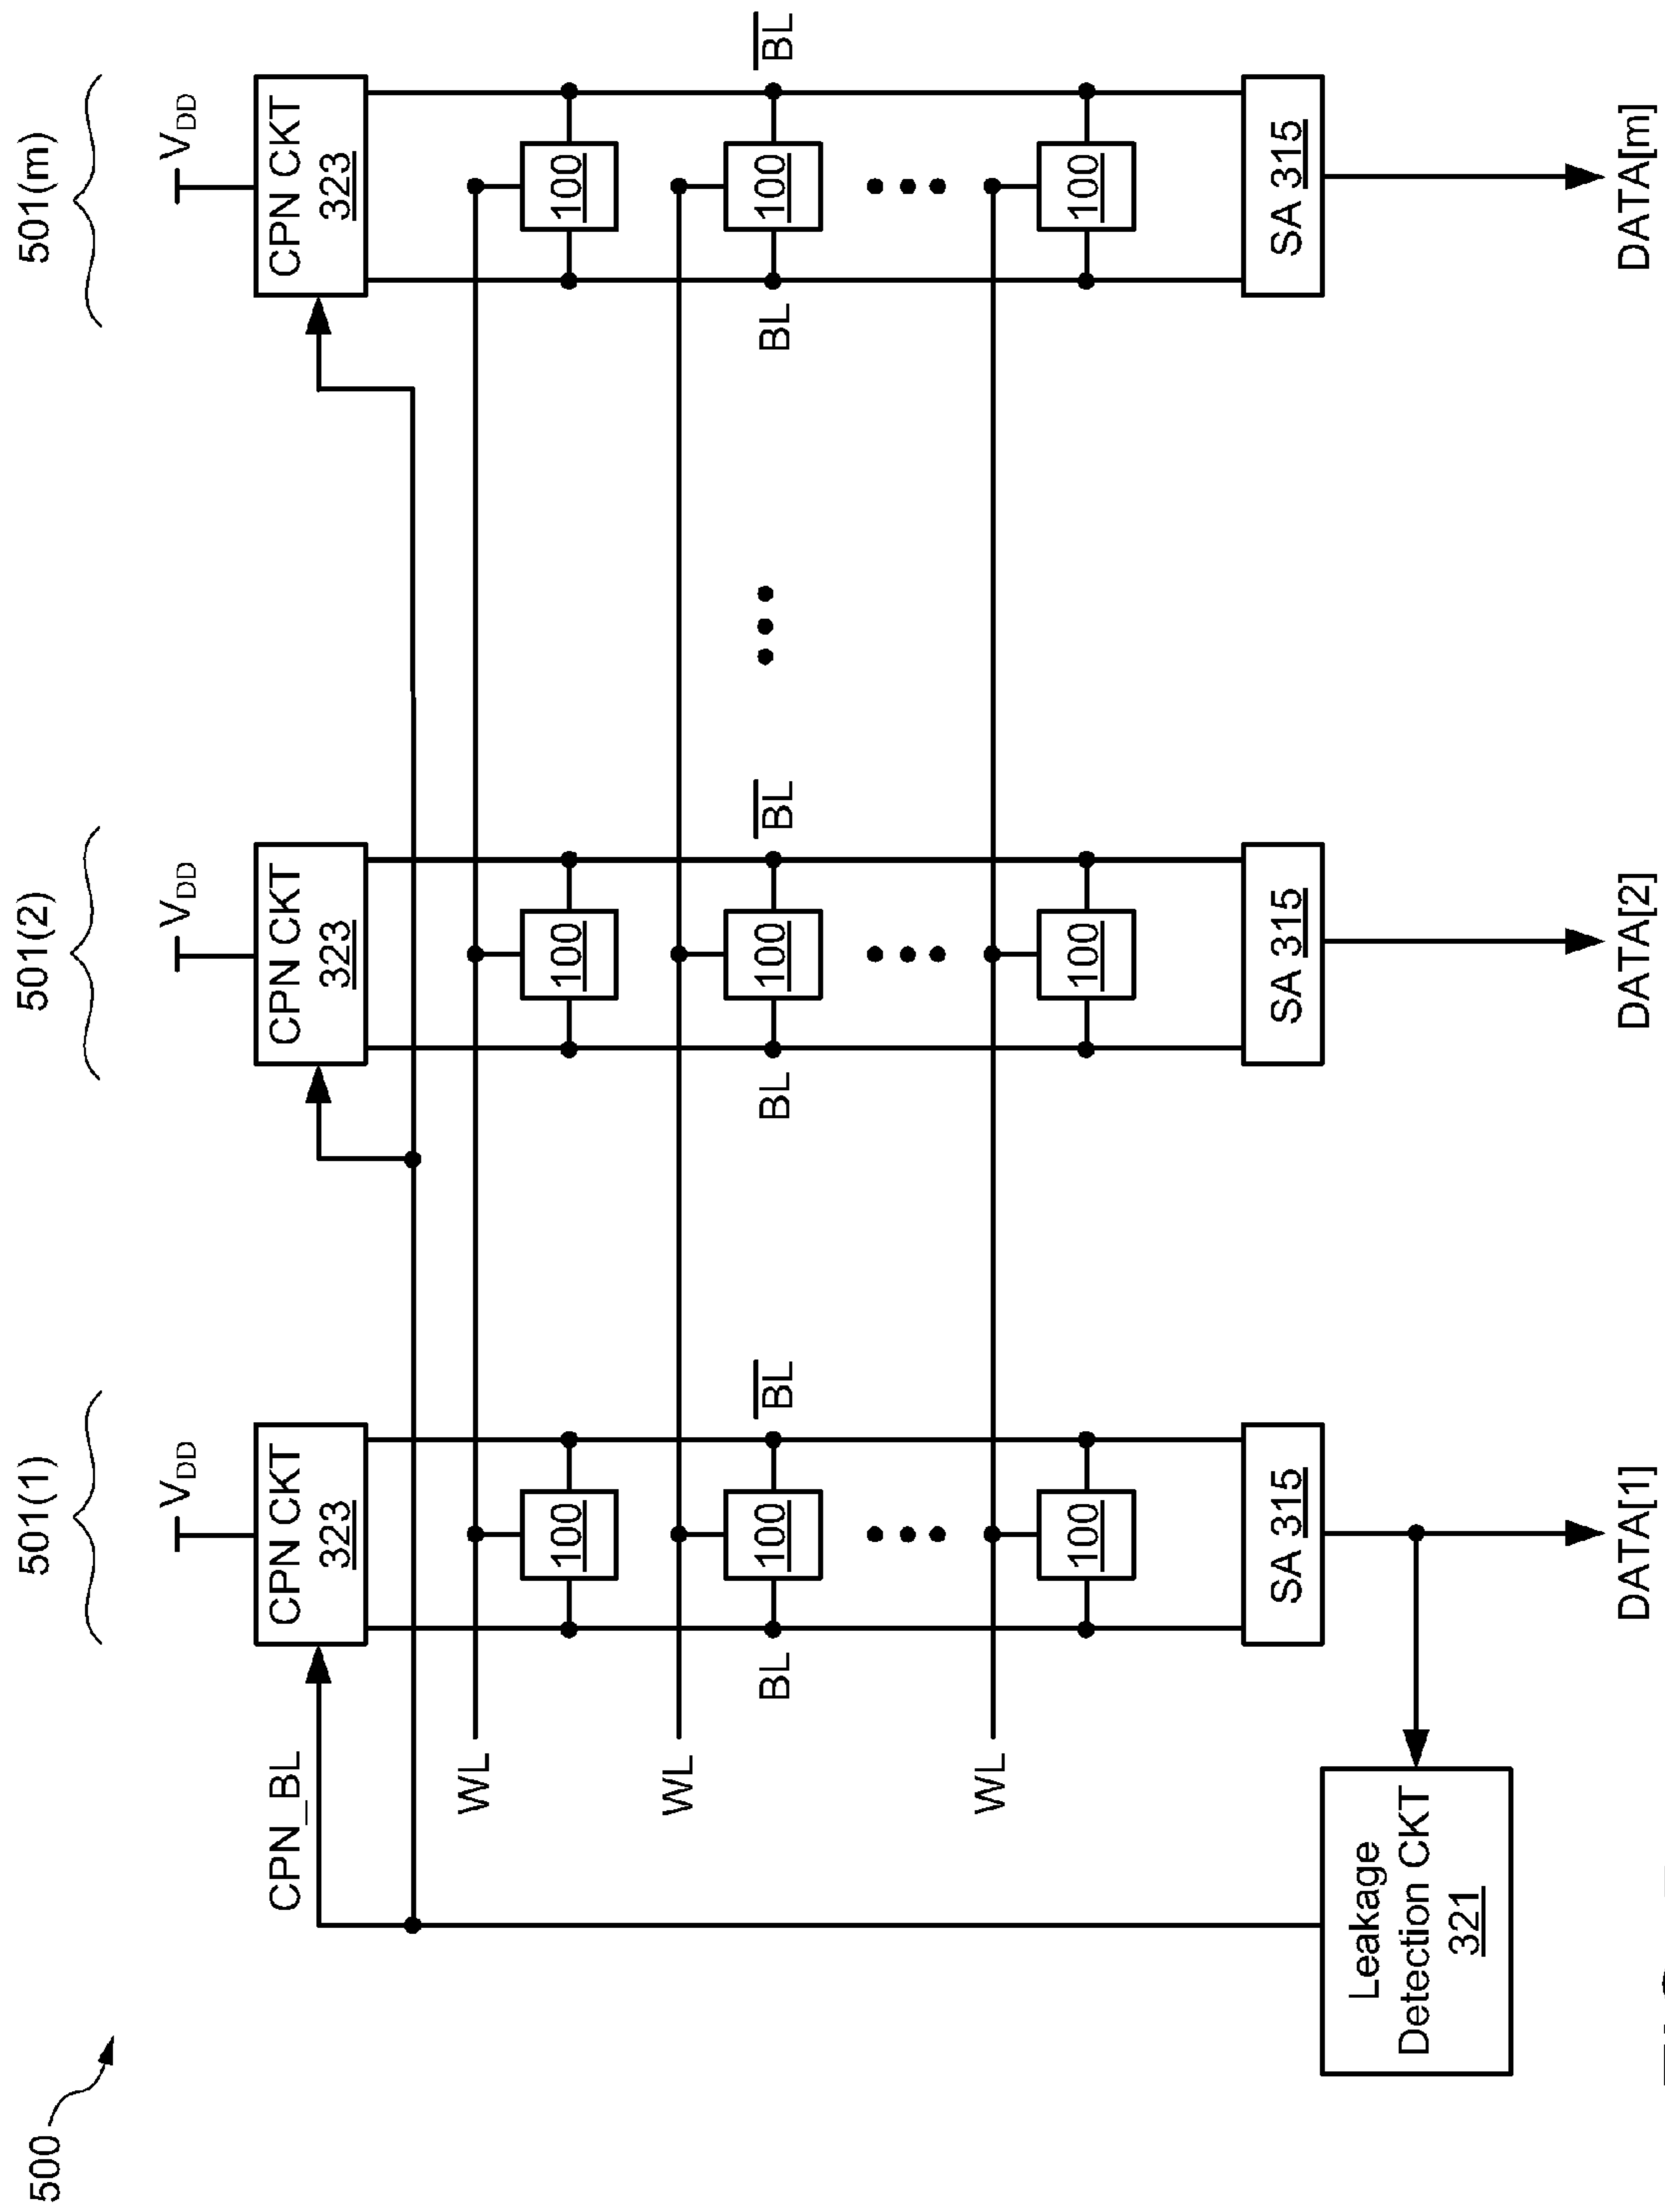 500
501(1)
501(2)
501(m)
VDD
VDD
VDD
CPN_BL
CPN CKT
323
CPN CKT
323
CPN CKT
323
WL
100
100
100
WL
BL
100
BL
BL
100
BL
BL
100
BL
WL
100
100
100
SA 315
SA 315
SA 315
Leakage
Detection CKT
321
DATA[1]
DATA[2]
DATA[m]